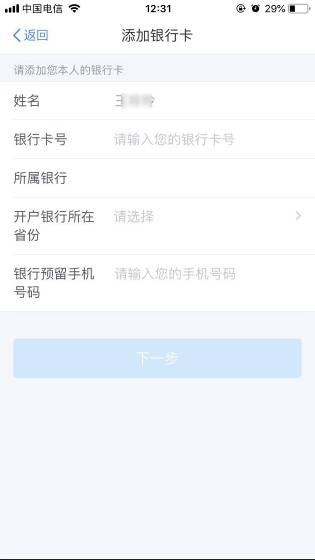 中国电信 12:31 29%
返回 添加银行卡
请添加您本人的银行卡
姓名
银行卡号 请输入您的银行卡号
所属银行
开户银行所在 请选择
省份
银行预留手机 请输入您的手机号码
号码
下一步